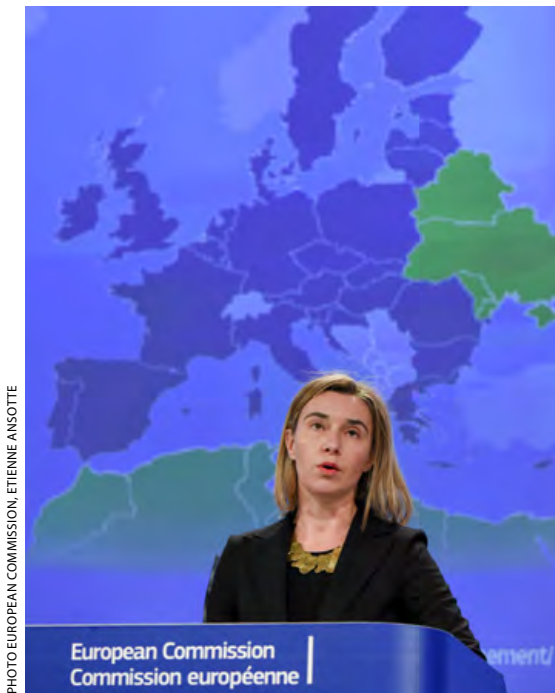 PHOTO EUROPEAN COMMISSION, ETIENNE ANSOTTE
European Commission
Commission européenne
ement/